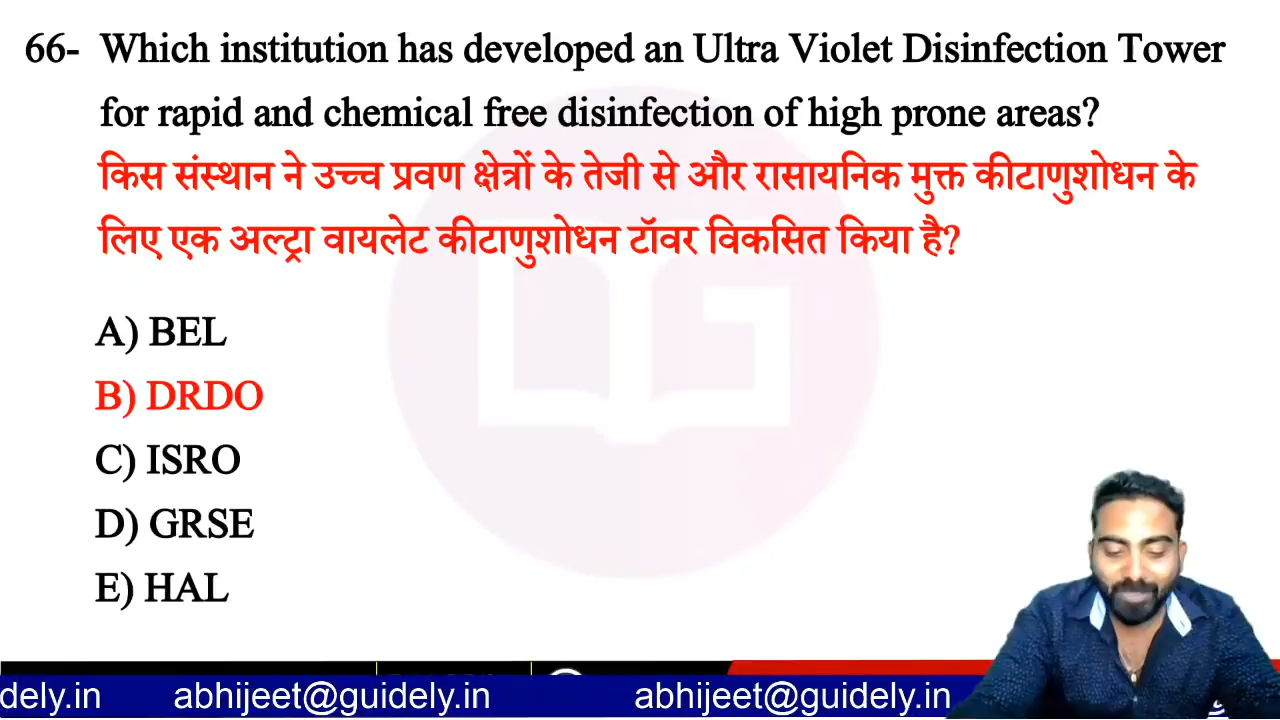 66- Which institution has developed an Ultra Violet Disinfection Tower
for rapid and chemical free disinfection of high prone areas?
किस संस्थान ने उच्च प्रवण क्षेत्रों के तेजी से और रासायनिक मुक्त कीटाणुशोधन के
लिए एक अल्ट्रा वायलेट कीटाणुशोधन टॉवर विकसित किया है?
A) BEL
B) DRDO
C) ISRO
D) GRSE
E) HAL
dely.in abhijeet@guidely.in abhijeet@guidely.in